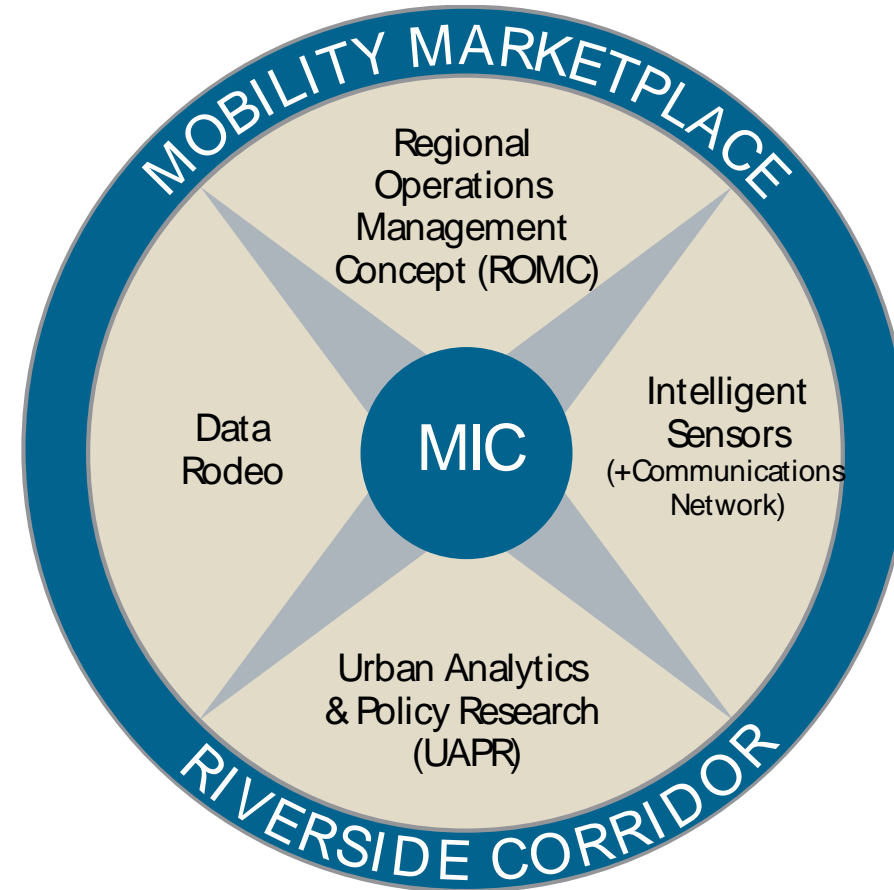 MOBILITY MARKETPLACE
Regional
Operations
Management
Concept (ROMC)
Data
Rodeo
MIC
Intelligent
Sensors
(+Communications
Network)
Urban Analytics
& Policy Research
(UAPR)
RIVERSIDE CORRIDOR